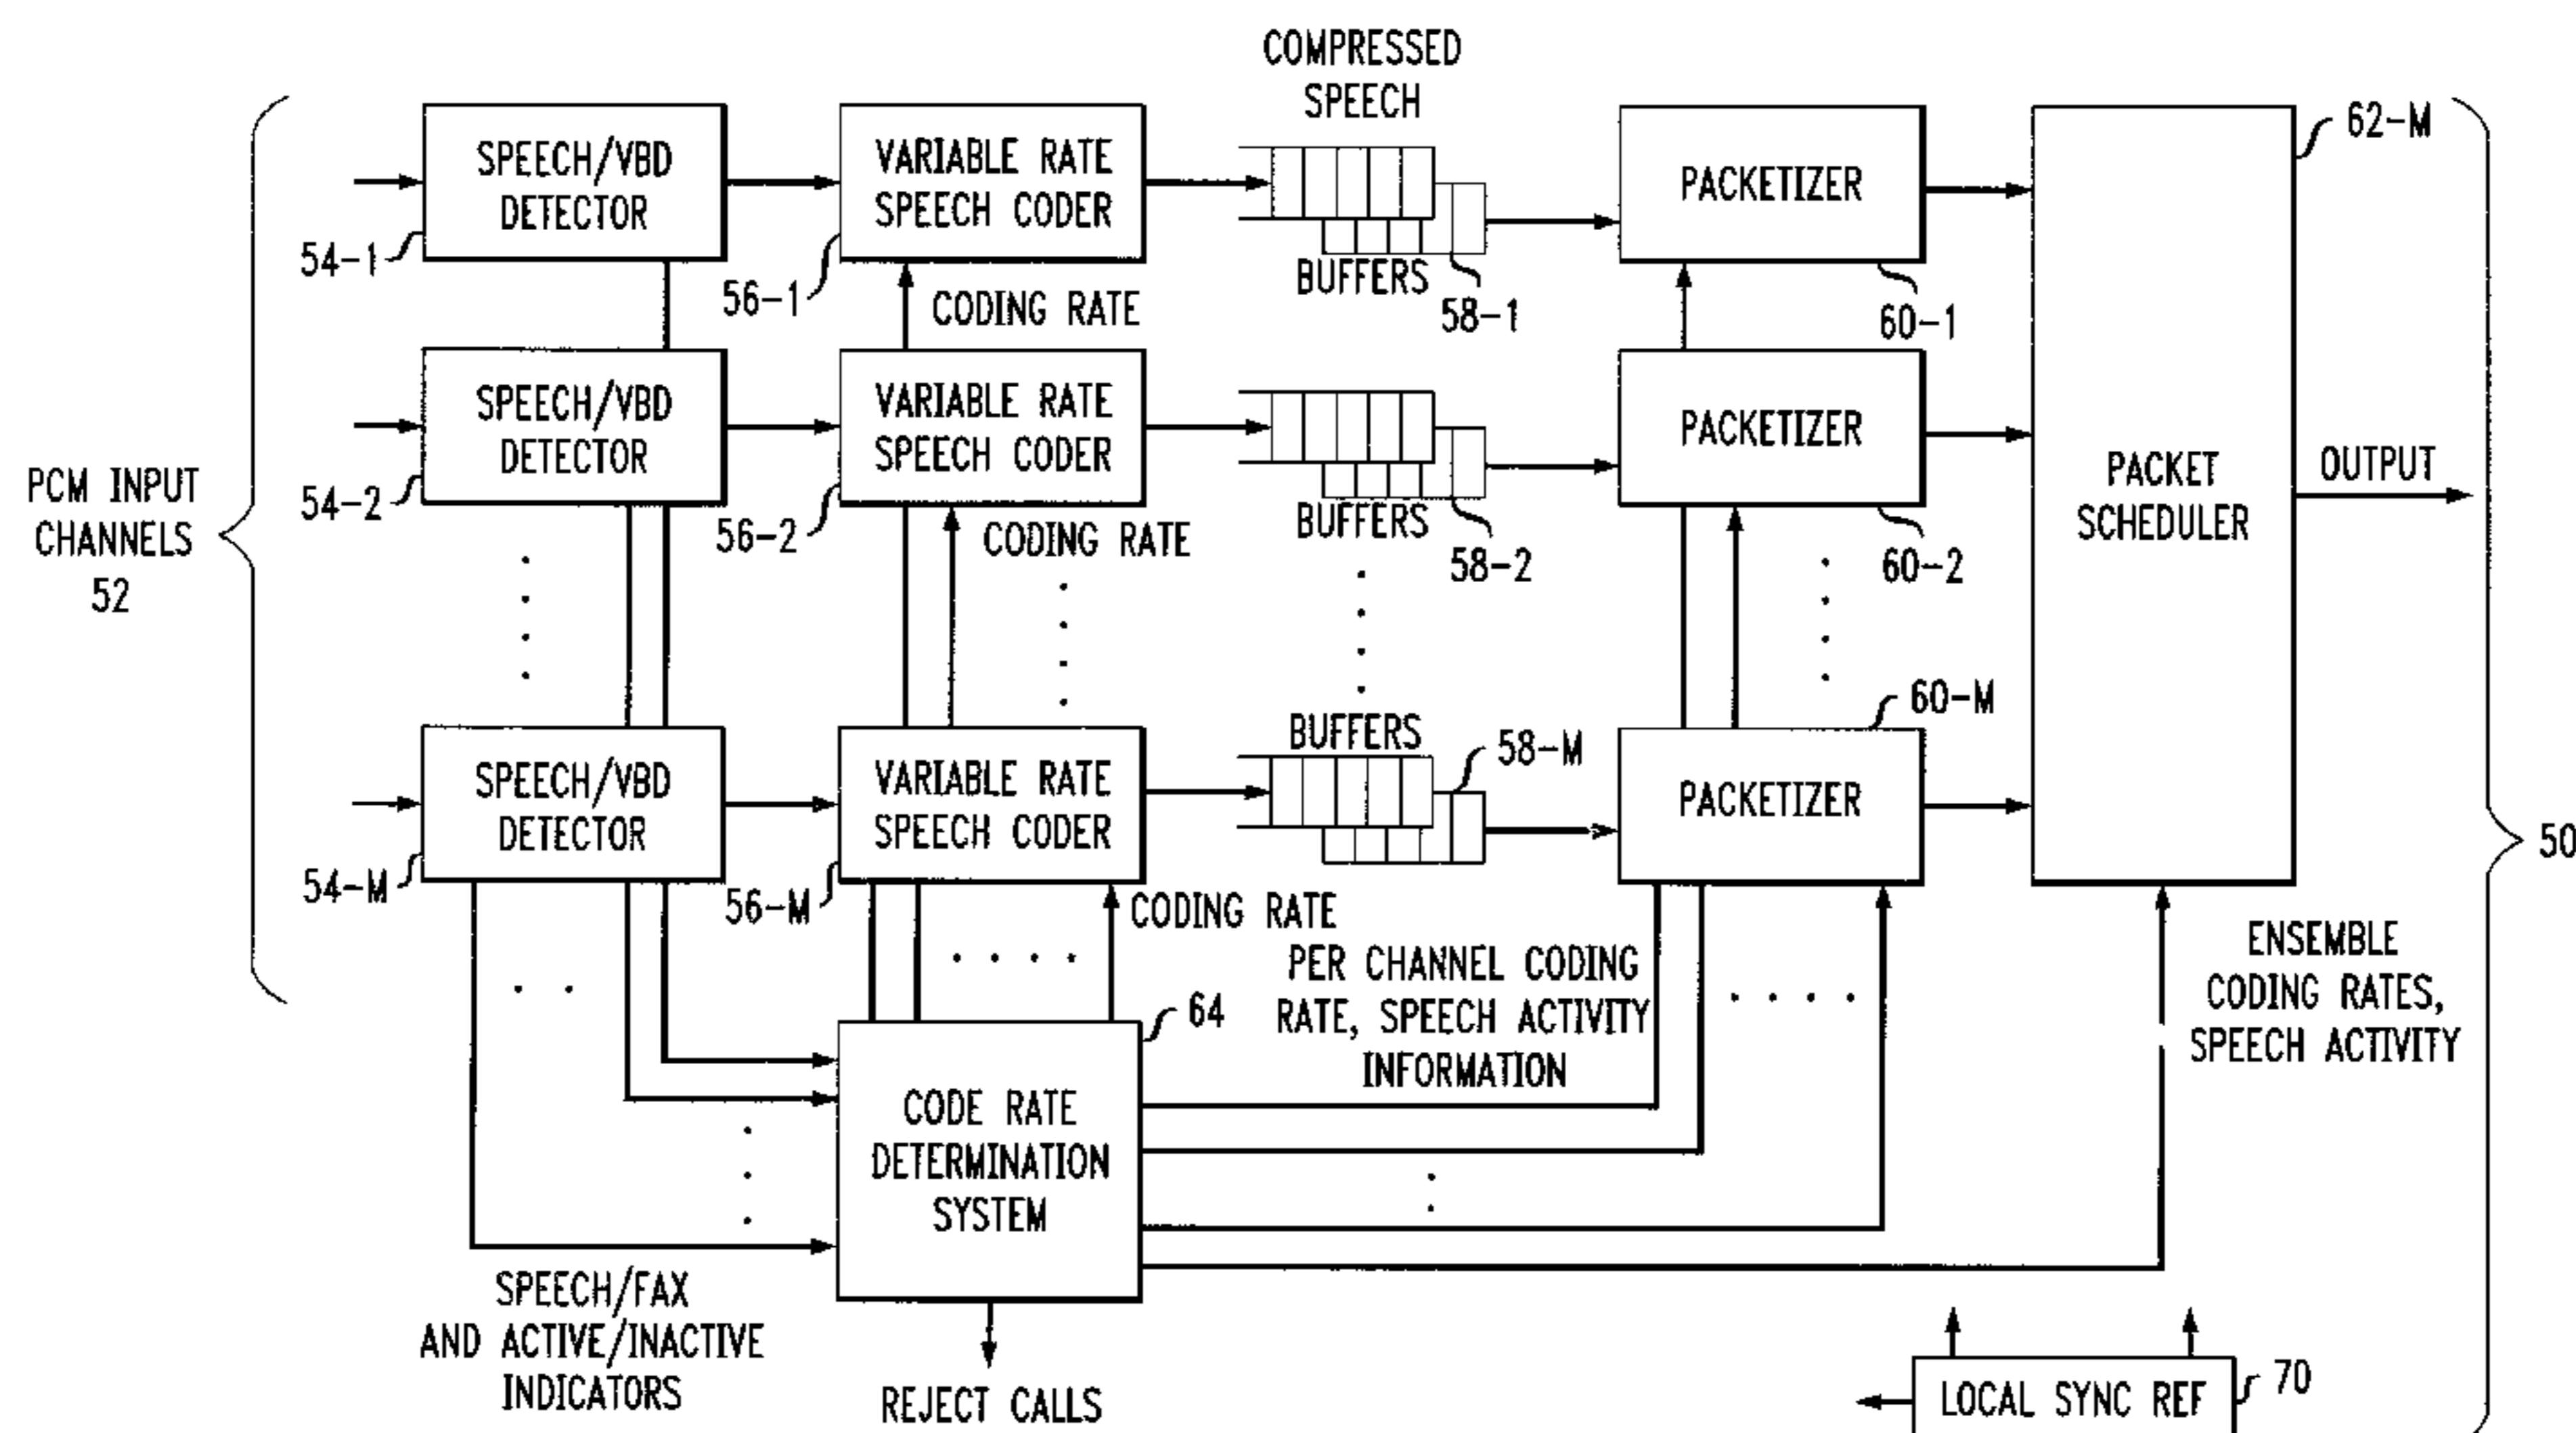 COMPRESSED
SPEECH
SPEECH/VBD
DETECTOR
54-1
VARIABLE RATE
SPEECH CODER
56-1
CODING RATE
BUFFERS
58-1
PACKETIZER
60-1
62-M
PCM INPUT
CHANNELS
52
SPEECH/VBD
DETECTOR
54-2
VARIABLE RATE
SPEECH CODER
56-2
CODING RATE
BUFFERS
58-2
PACKETIZER
60-2
PACKET
SCHEDULER
OUTPUT
SPEECH/VBD
DETECTOR
54-M
VARIABLE RATE
SPEECH CODER
56-M
CODING RATE
BUFFERS
58-M
PACKETIZER
60-M
50
PER CHANNEL CODING
RATE, SPEECH ACTIVITY
INFORMATION
ENSEMBLE
CODING RATES,
SPEECH ACTIVITY
64
CODE RATE
DETERMINATION
SYSTEM
SPEECH/FAX
AND ACTIVE/INACTIVE
INDICATORS
REJECT CALLS
LOCAL SYNC REF
70